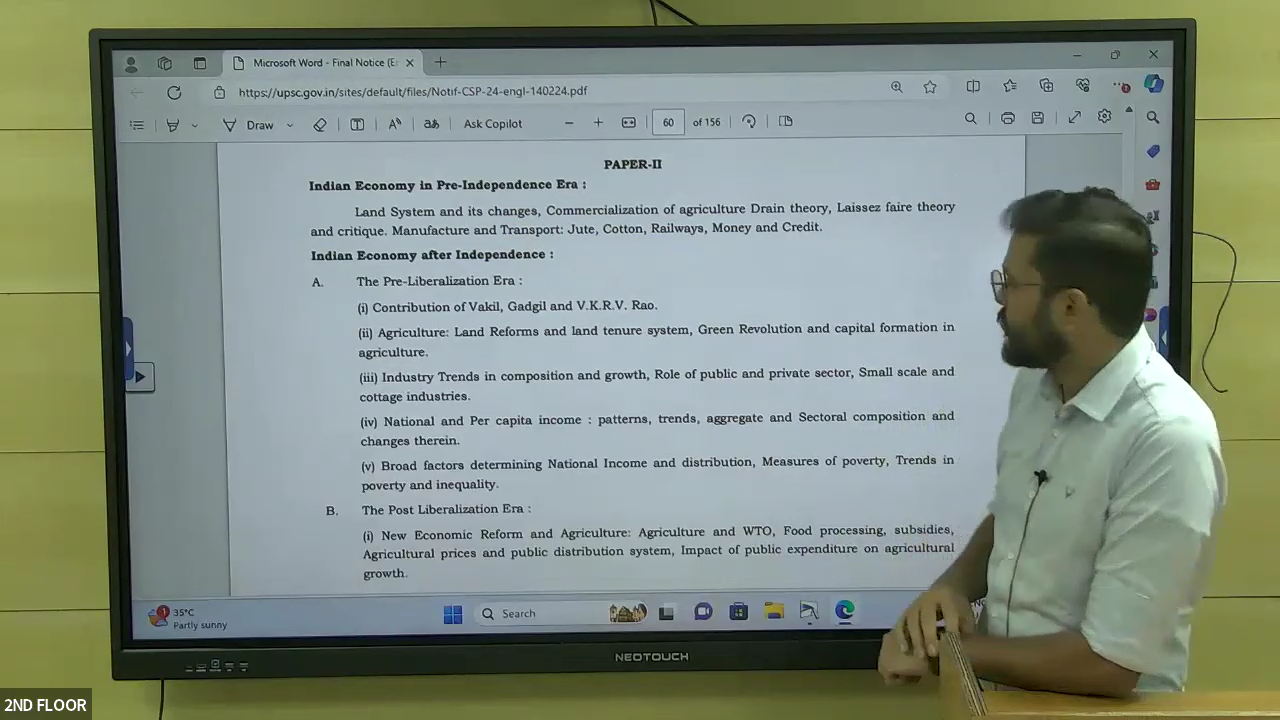 Microsoft Word - Final Notice (E
https://upsc.gov.in/sites/default/files/Notif-CSP-24-engl-140224.pdf
Draw
Ask Copilot
60
of 156
PAPER-II
Indian Economy in Pre-Independence Era :
Land System and its changes, Commercialization of agriculture Drain theory, Laissez faire theory
and critique. Manufacture and Transport: Jute, Cotton, Railways, Money and Credit.
Indian Economy after Independence :
A. The Pre-Liberalization Era :
(i) Contribution of Vakil, Gadgil and V.K.R.V. Rao.
(ii) Agriculture: Land Reforms and land tenure system, Green Revolution and capital formation in
agriculture.
(iii) Industry Trends in composition and growth, Role of public and private sector, Small scale and
cottage industries.
(iv) National and Per capita income : patterns, trends, aggregate and Sectoral composition and
changes therein.
(v) Broad factors determining National Income and distribution, Measures of poverty, Trends in
poverty and inequality.
B. The Post Liberalization Era :
(i) New Economic Reform and Agriculture: Agriculture and WTO, Food processing, subsidies,
Agricultural prices and public distribution system, Impact of public expenditure on agricultural
growth.
1
35°C
Partly sunny
Search
NEOTOUCH
2ND FLOOR